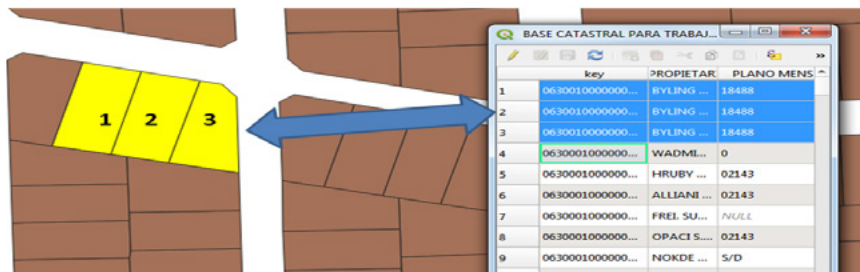 1 2 3
BASE CATASTRAL PARA TRABAJ...
key PROPIETAR PLANO MENS
1 0630010000000... BYLING ... 18488
2 0630010000000... BYLING ... 18488
3 0630010000000... BYLING ... 18488
4 0630001000000... WADMI... 0
5 0630001000000... HRUBY ... 02143
6 0630001000000... ALLIANI ... 02143
7 0630001000000... FREI. SU... NULL
8 0630001000000... OPACI S.... 02143
9 0630001000000... NOKDE ... S/D